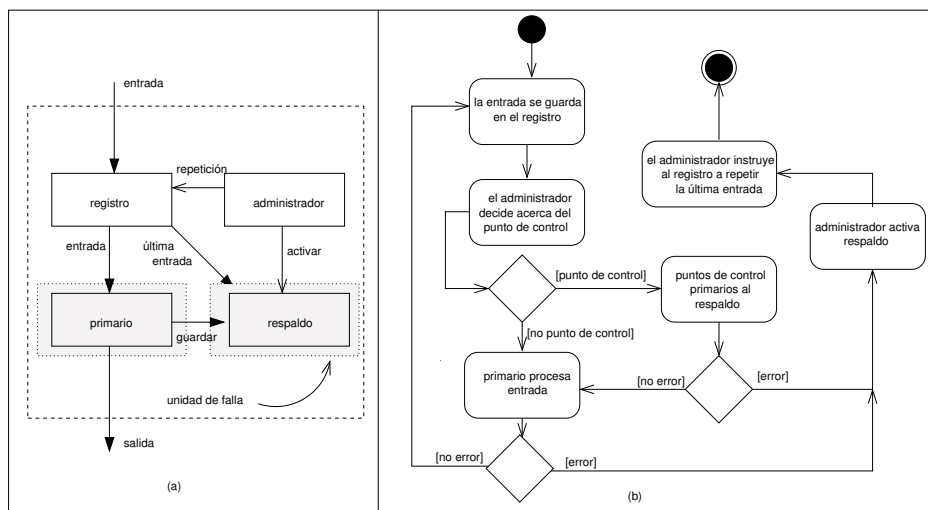 entrada
repetición
registro
administrador
entrada
última
entrada
activar
primario
guardar
respaldo
unidad de falla
salida
(a)
la entrada se guarda
en el registro
el administrador
decide acerca del
punto de control
[punto de control]
[no punto de control]
puntos de control
primarios al
respaldo
primario procesa
entrada
[no error]
[error]
[no error]
[error]
el administrador instruye
al registro a repetir
la última entrada
administrador activa
respaldo
(b)